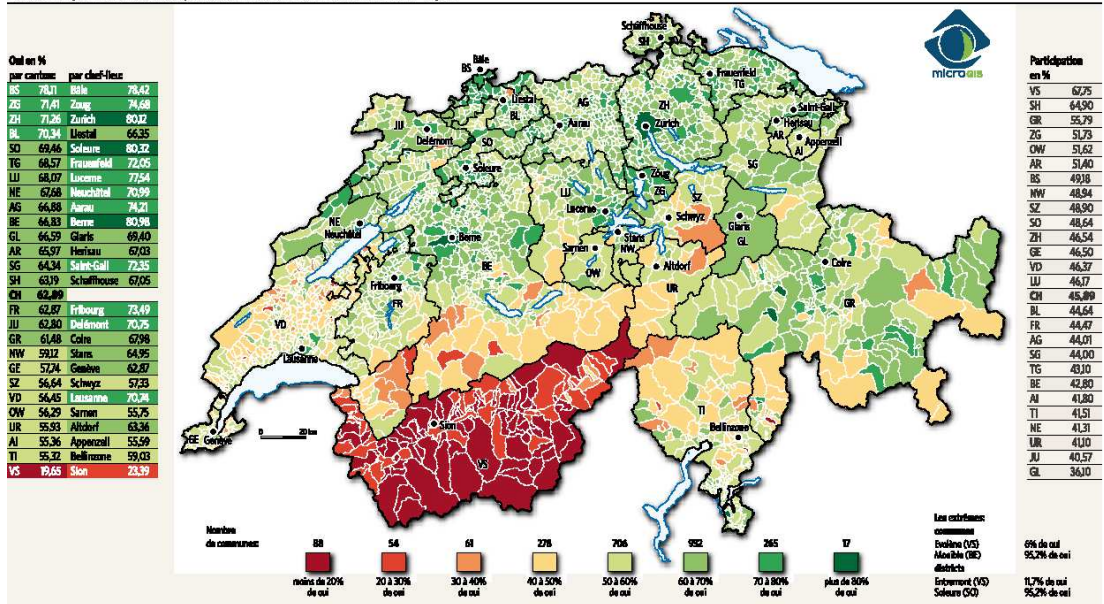 Oui en %
par canton: par chef-lieu:
BS 78,11 Bâle 78,42
ZG 71,41 Zoug 74,68
ZH 71,26 Zurich 80,12
BL 70,34 Liestal 66,35
SO 69,46 Soleure 80,32
TG 68,57 Frauenfeld 72,05
LU 68,07 Lucerne 77,54
NE 67,68 Neuchâtel 70,99
AG 66,88 Aarau 74,21
BE 66,83 Berne 80,98
GL 66,59 Glaris 69,40
AR 65,97 Herisau 67,03
SG 64,34 Saint-Gall 72,35
SH 63,19 Schaffhouse 67,05
CH 62,89
FR 62,87 Fribourg 73,49
JU 62,80 Delémont 70,75
GR 61,48 Coire 67,98
NW 59,12 Stans 64,95
GE 57,74 Genève 62,87
SZ 56,64 Schwyz 57,33
VD 56,45 Lausanne 70,74
OW 56,29 Sarnen 55,75
UR 55,93 Altdorf 63,36
AI 55,36 Appenzell 55,59
TI 55,32 Bellinzone 59,03
VS 19,65 Sion 23,39
Schaffhouse
SH
Bâle
BS
Liestal
BL
Frauenfeld
TG
AG
Aarau
ZH
Zurich
Saint-Gall
Herisau
AR
Appenzell
AI
JU
Delémont
SO
Soleure
SG
Zoug
ZG
LU
Lucerne
SZ
Schwyz
Glaris
GL
NE
Neuchâtel
Berne
BE
Stans
NW
Sarnen
OW
Altdorf
UR
Coire
GR
Fribourg
FR
VD
Lausanne
GE
Genève
0 20 km
Sion
VS
TI
Bellinzone
microgis
Participation
en %
VS 67,75
SH 64,90
GR 55,79
ZG 51,73
OW 51,62
AR 51,40
BS 49,18
NW 48,94
SZ 48,90
SO 48,64
ZH 46,54
GE 46,50
VD 46,37
LU 46,17
CH 45,89
BL 44,64
FR 44,47
AG 44,01
SG 44,00
TG 43,10
BE 42,80
AI 41,80
TI 41,51
NE 41,31
UR 41,10
JU 40,57
GL 36,10
Nombre
de communes:
88 54 61 278 706 992 265 17
moins de 20% 20 à 30% 30 à 40% 40 à 50% 50 à 60% 60 à 70% 70 à 80% plus de 80%
de oui de oui de oui de oui de oui de oui de oui de oui
Les extrêmes:
communes
Evolène (VS) 6% de oui
(BE) 95,2% de oui
districts
Entremont (VS) 11,7% de oui
Soleure (SO) 95,2% de oui